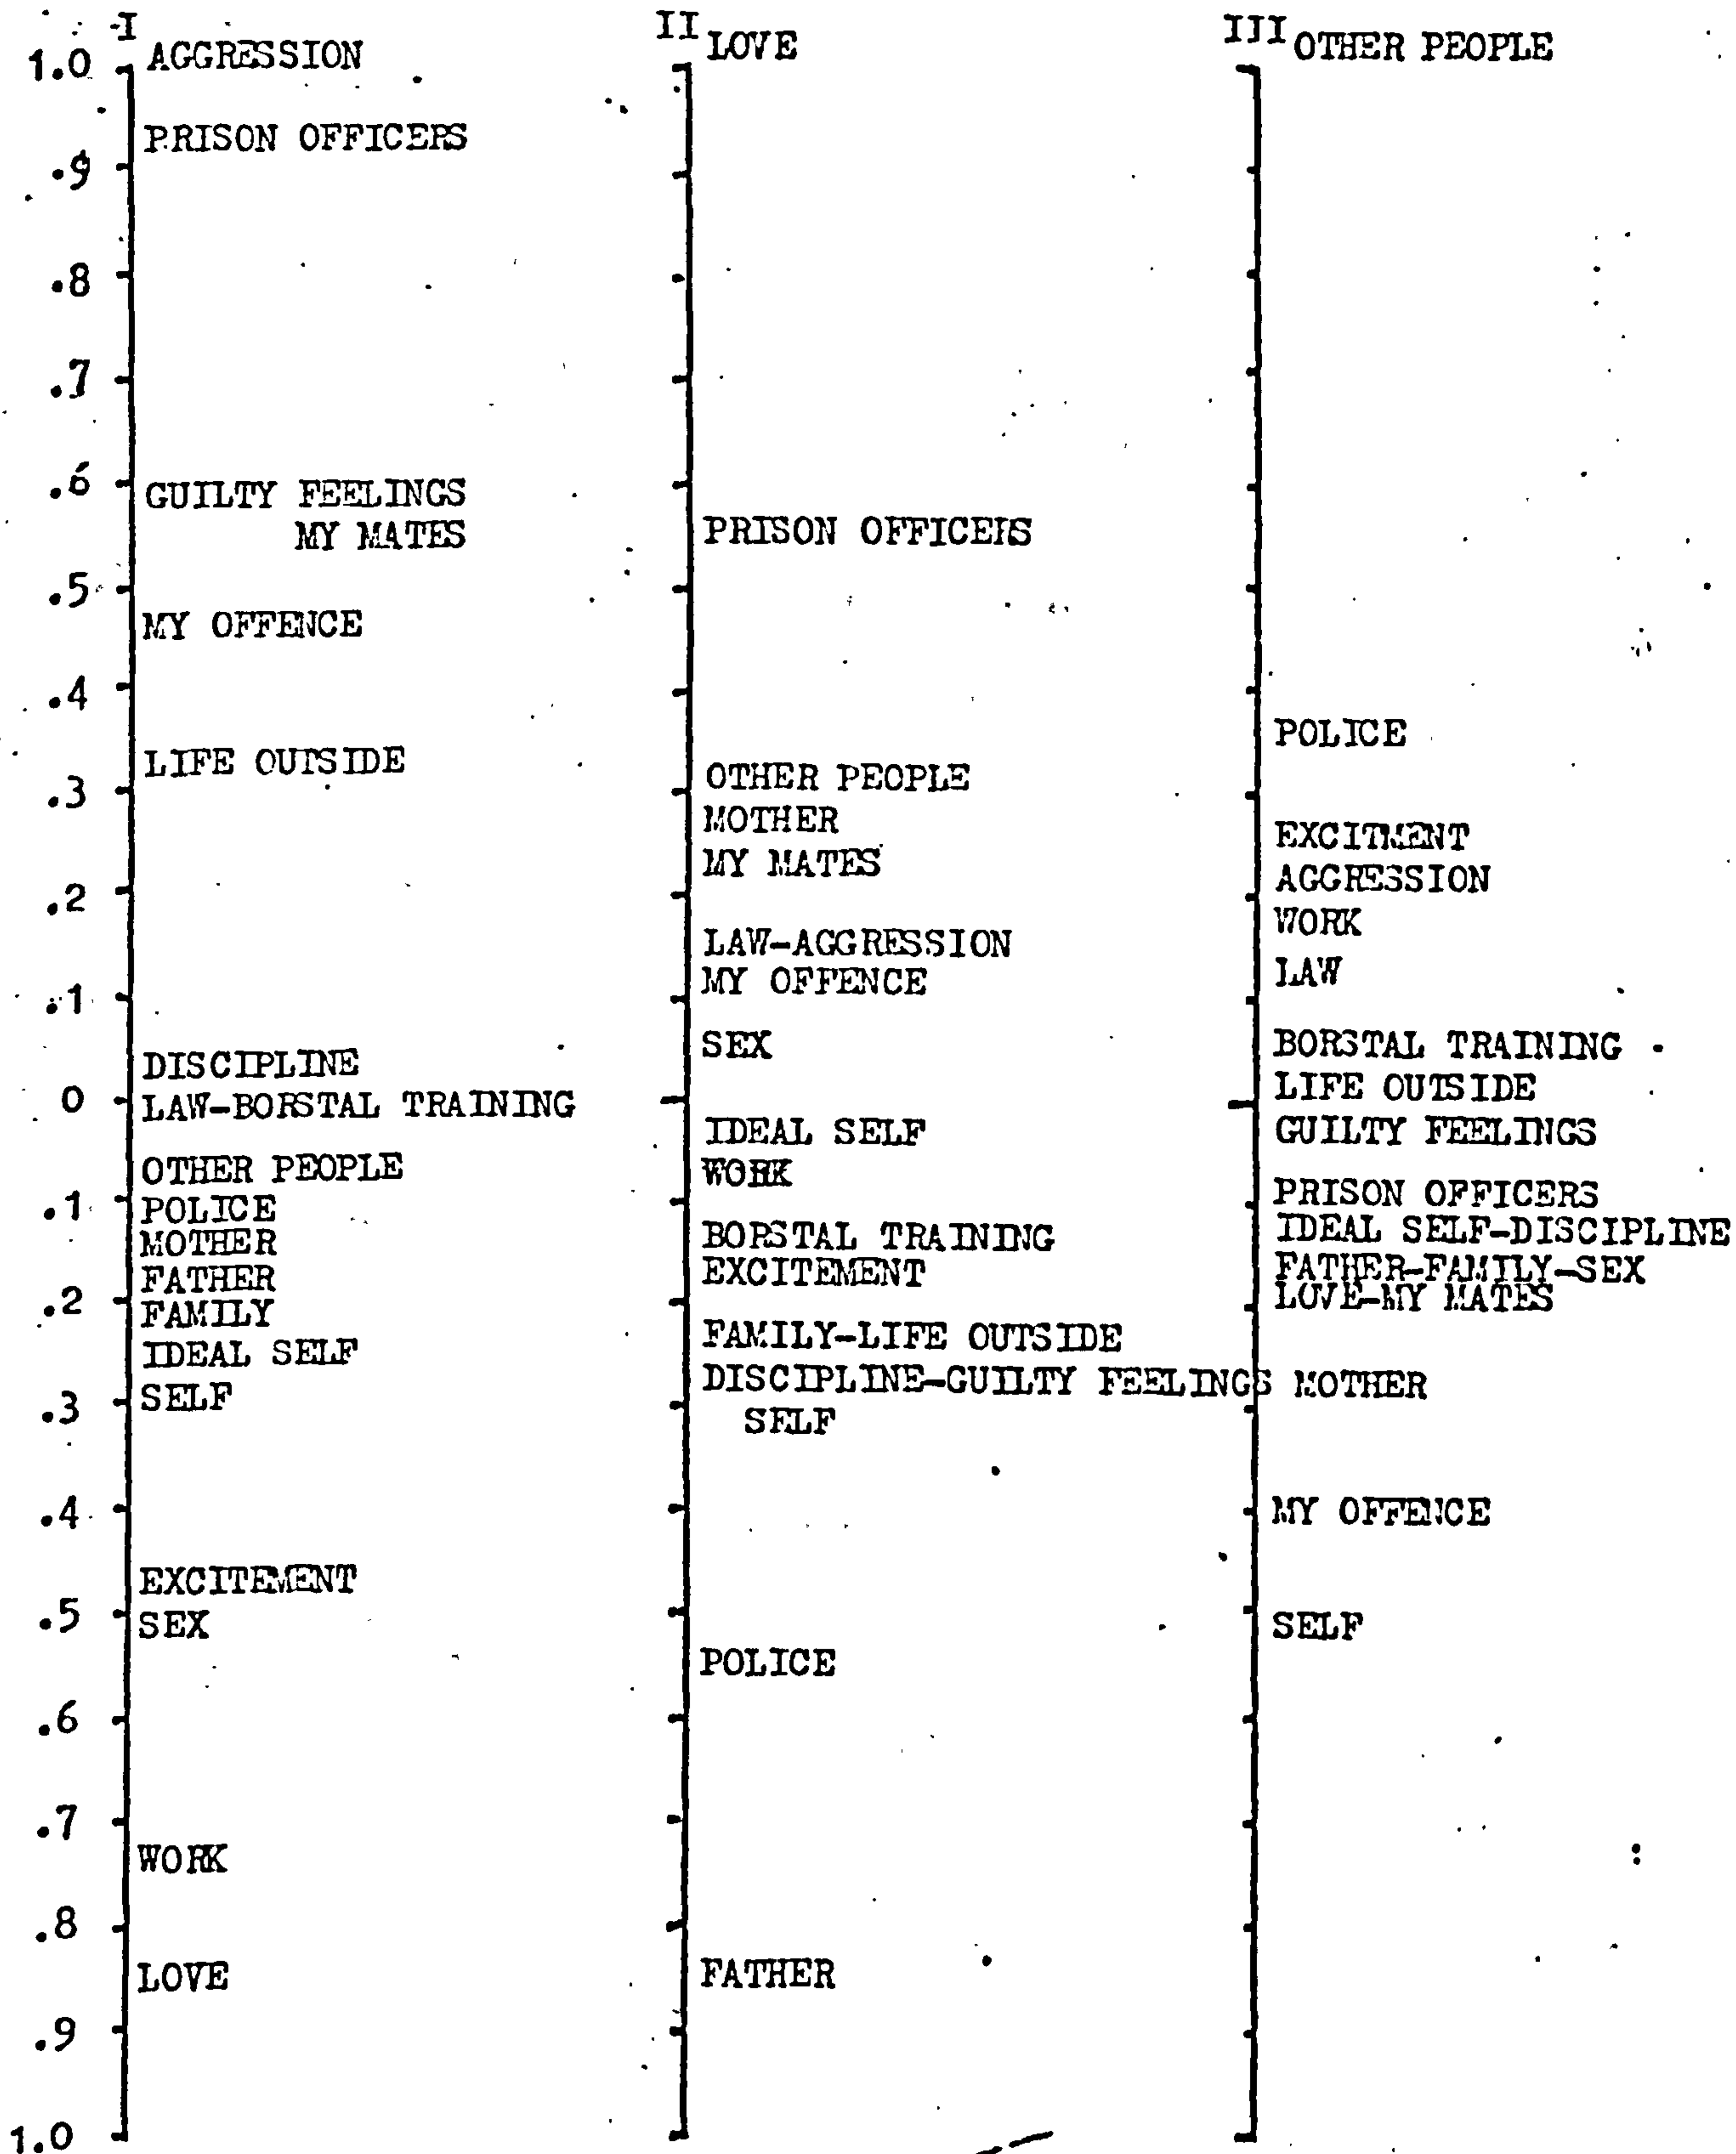 I
AGGRESSION
PRISON OFFICERS
GUILTY FEELINGS
MY MATES
MY OFFENCE
LIFE OUTSIDE
DISCIPLINE
LAW-BORSTAL TRAINING
OTHER PEOPLE
POLICE
MOTHER
FATHER
FAMILY
IDEAL SELF
SELF
EXCITEMENT
SEX
WORK
LOVE
1.0
.9
.8
.7
.6
.5
.4
.3
.2
.1
0
.1
.2
.3
.4
.5
.6
.7
.8
.9
1.0
II
LOVE
PRISON OFFICERS
OTHER PEOPLE
MOTHER
MY MATES
LAW-AGGRESSION
MY OFFENCE
SEX
IDEAL SELF
WORK
BORSTAL TRAINING
EXCITEMENT
FAMILY-LIFE OUTSIDE
DISCIPLINE-GUILTY FEELINGS
SELF
POLICE
FATHER
III
OTHER PEOPLE
POLICE
EXCITMENT
AGGRESSION
WORK
LAW
BORSTAL TRAINING
LIFE OUTSIDE
GUILTY FEELINGS
PRISON OFFICERS
IDEAL SELF-DISCIPLINE
FATHER-FAMILY-SEX
LOVE-MY MATES
MOTHER
MY OFFENCE
SELF